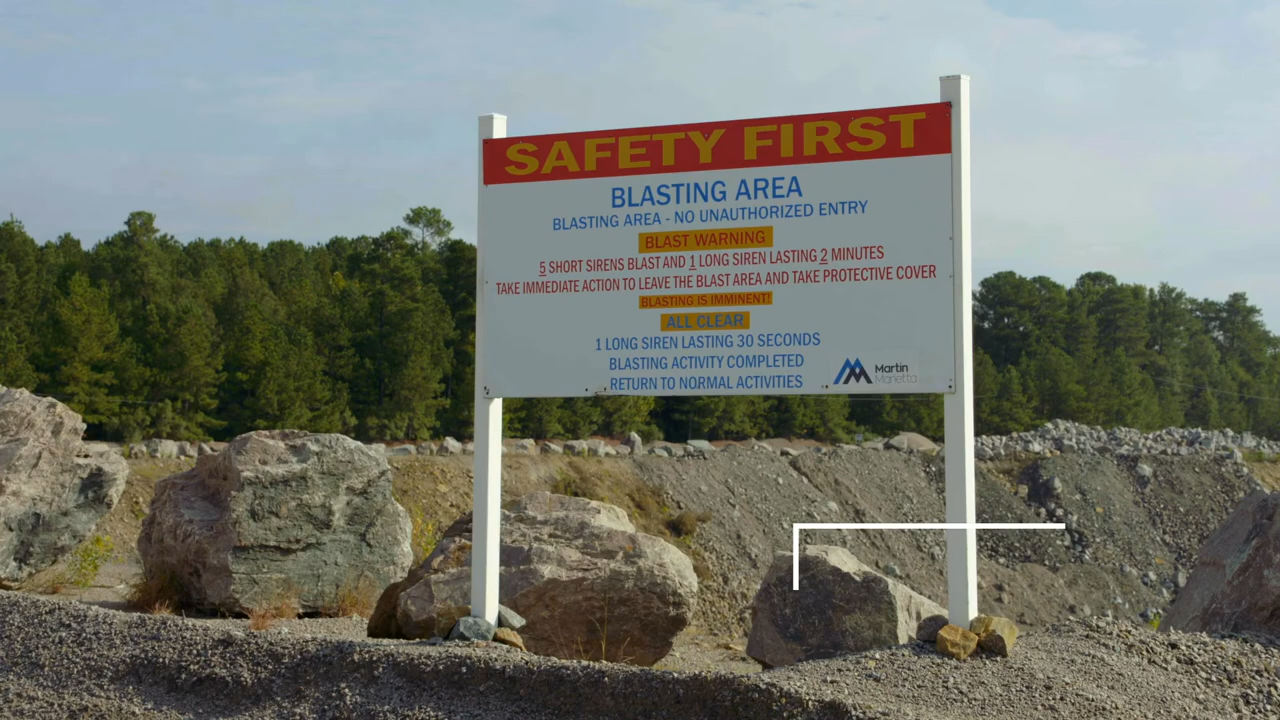 SAFETY FIRST
BLASTING AREA
BLASTING AREA - NO UNAUTHORIZED ENTRY
BLAST WARNING
5 SHORT SIRENS BLAST AND 1 LONG SIREN LASTING 2 MINUTES
TAKE IMMEDIATE ACTION TO LEAVE THE BLAST AREA AND TAKE PROTECTIVE COVER
BLASTING IS IMMINENT!
ALL CLEAR
1 LONG SIREN LASTING 30 SECONDS
BLASTING ACTIVITY COMPLETED
RETURN TO NORMAL ACTIVITIES
Martin
Marietta